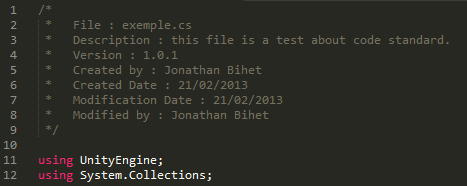 1 /*
2  *   File : exemple.cs
3  *   Description : this file is a test about code standard.
4  *   Version : 1.0.1
5  *   Created by : Jonathan Bihet
6  *   Created Date : 21/02/2013
7  *   Modification Date : 21/02/2013
8  *   Modified by : Jonathan Bihet
9  */
10
11 using UnityEngine;
12 using System.Collections;